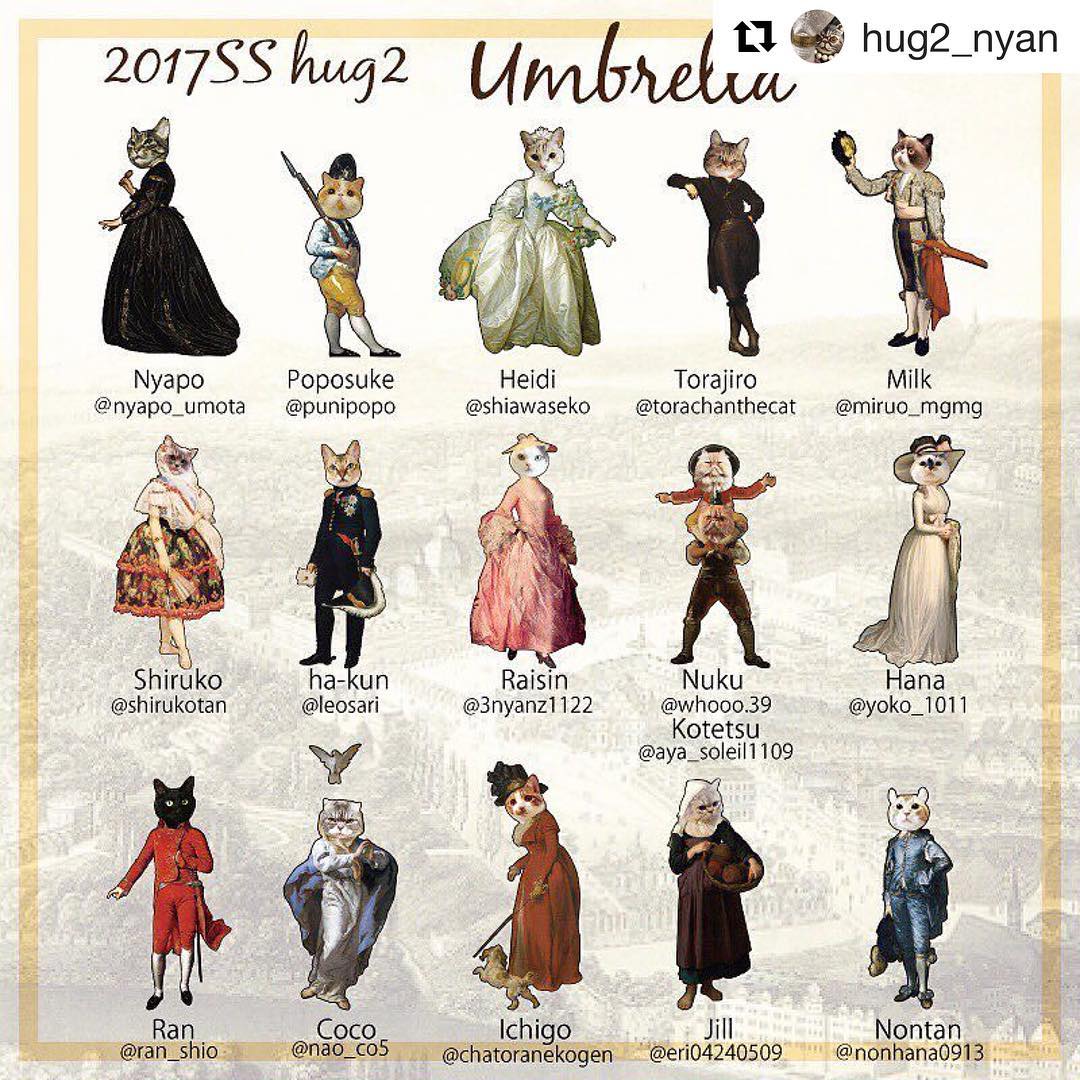 hug2_nyan
2017SS hug2 Umbrella
Nyapo Poposuke Heidi Torajiro Milk
@nyapo_umota @punipopo @shiawaseko @torachanthecat @miruo_mgmg
Shiruko ha-kun Raisin Nuku Hana
@shirukotan @leosari @3nyanz1122 @whooo.39 @yoko_1011
Kotetsu
@aya_soleil1109
Ran Coco Ichigo Jill Nontan
@ran_shio @nao_co5 @chatoranekogen @eri04240509 @nonhana0913